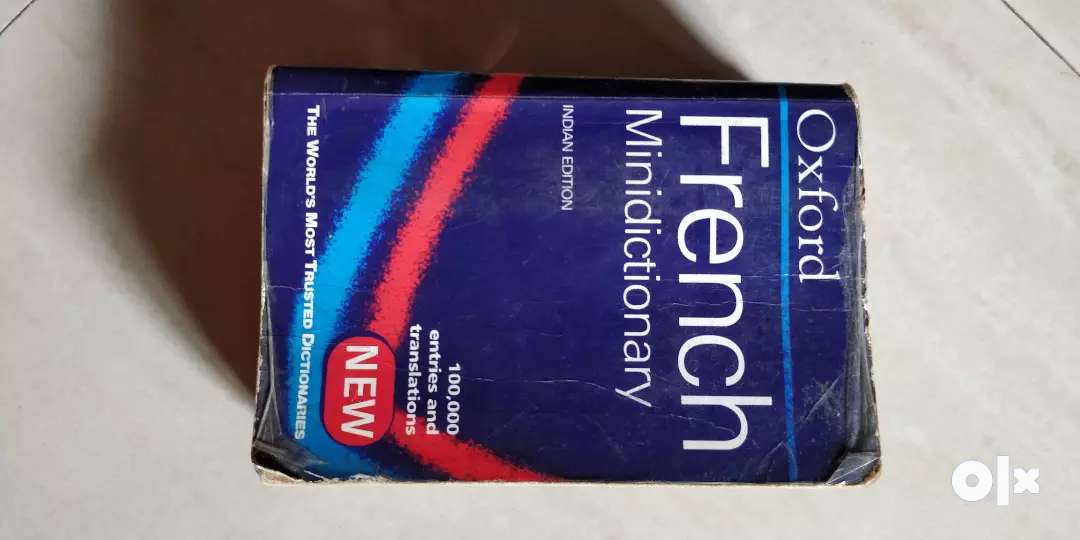 Oxford
French
Minidictionary
INDIAN EDITION
100,000
entries and
translations
NEW
THE WORLD'S MOST TRUSTED DICTIONARIES
olx